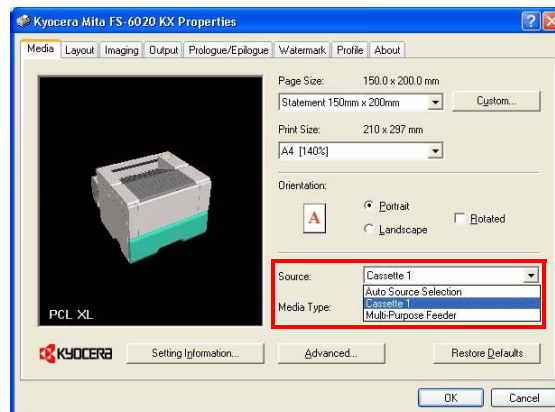 Kyocera Mita FS-6020 KX Properties
Media Layout Imaging Output Prologue/Epilogue Watermark Profile About
Page Size: 150.0 x 200.0 mm
Statement 150mm x 200mm Custom...
Print Size: 210 x 297 mm
A4 [140%]
Orientation:
A Portrait
Landscape
Rotated
Source: Cassette 1
Auto Source Selection
Cassette 1
Media Type: Multi-Purpose Feeder
PCL XL
KYOCERA Setting Information... Advanced... Restore Defaults
OK Cancel